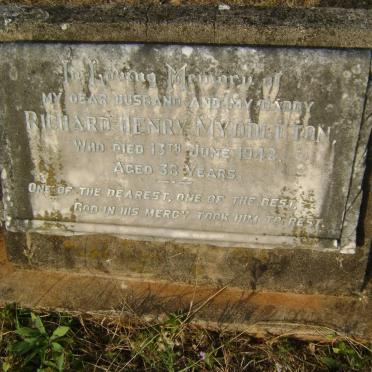 In Loving Memory of
MY DEAR HUSBAND AND MY DADDY
RICHARD HENRY MYDDELTON,
WHO DIED 13TH JUNE 1943.
AGED 38 YEARS.
ONE OF THE DEAREST, ONE OF THE BEST,
GOD IN HIS MERCY TOOK HIM TO REST.